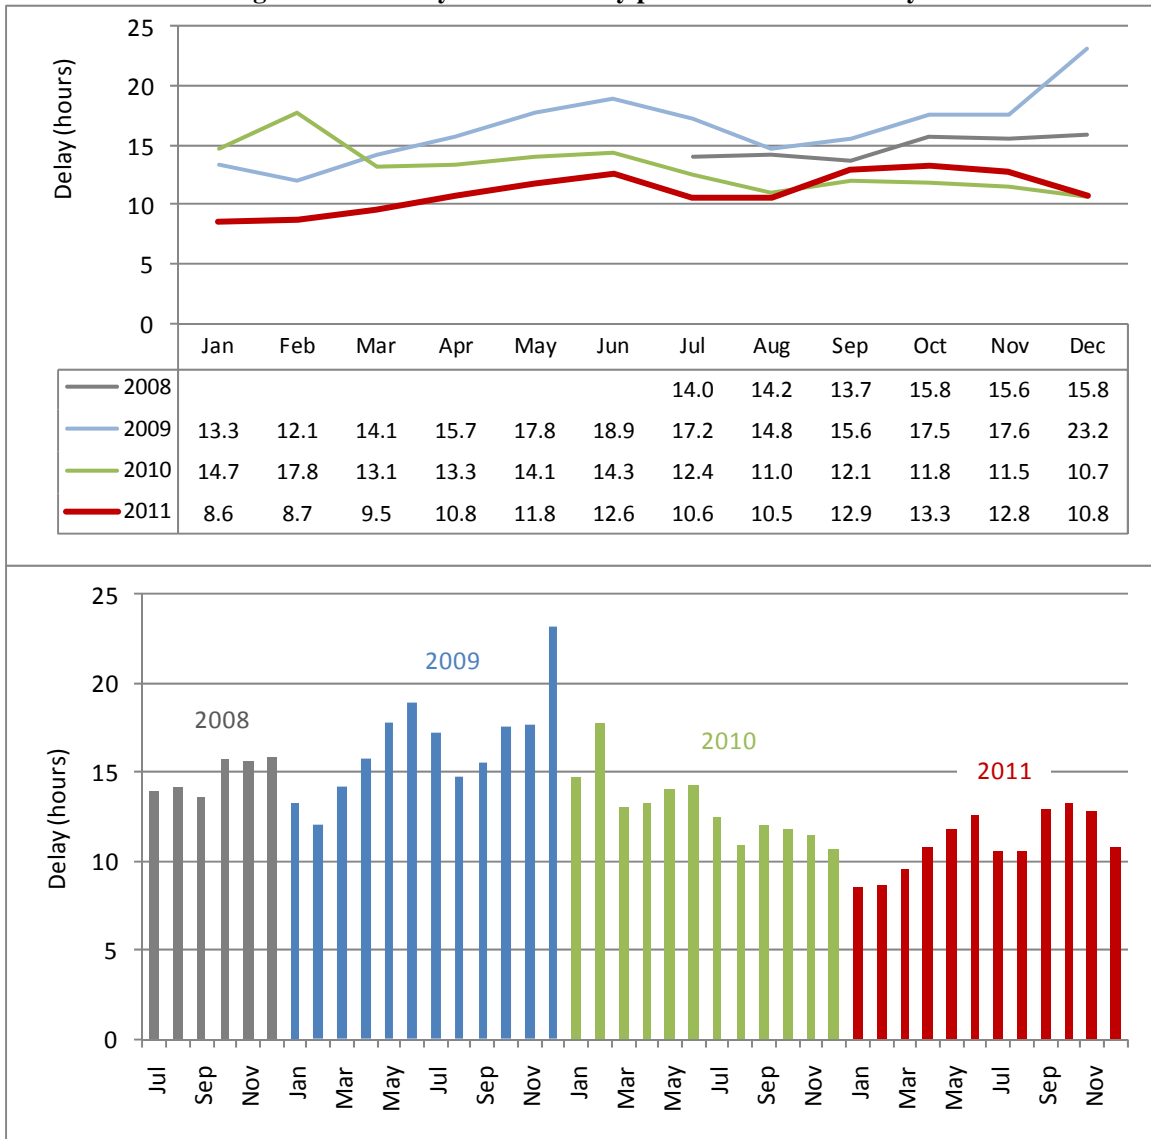 25
20
15
10
5
0
Delay (hours)
Jan Feb Mar Apr May Jun Jul Aug Sep Oct Nov Dec
2008 14.0 14.2 13.7 15.8 15.6 15.8
2009 13.3 12.1 14.1 15.7 17.8 18.9 17.2 14.8 15.6 17.5 17.6 23.2
2010 14.7 17.8 13.1 13.3 14.1 14.3 12.4 11.0 12.1 11.8 11.5 10.7
2011 8.6 8.7 9.5 10.8 11.8 12.6 10.6 10.5 12.9 13.3 12.8 10.8
25
20
15
10
5
0
Delay (hours)
2008
2009
2010
2011
Jul Sep Nov Jan Mar May Jul Sep Nov Jan Mar May Jul Sep Nov Jan Mar May Jul Sep Nov